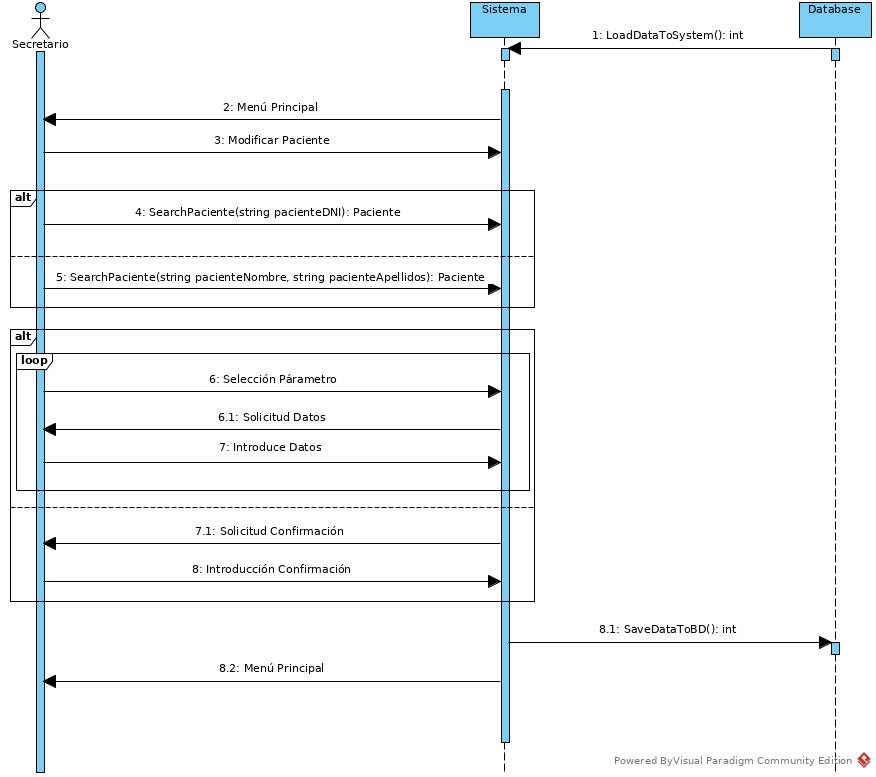 Secretario
Sistema
Database
1: LoadDataToSystem(): int
2: Menú Principal
3: Modificar Paciente
alt
4: SearchPaciente(string pacienteDNI): Paciente
5: SearchPaciente(string pacienteNombre, string pacienteApellidos): Paciente
alt
loop
6: Selección Párametro
6.1: Solicitud Datos
7: Introduce Datos
7.1: Solicitud Confirmación
8: Introducción Confirmación
8.1: SaveDataToBD(): int
8.2: Menú Principal
Powered ByVisual Paradigm Community Edition